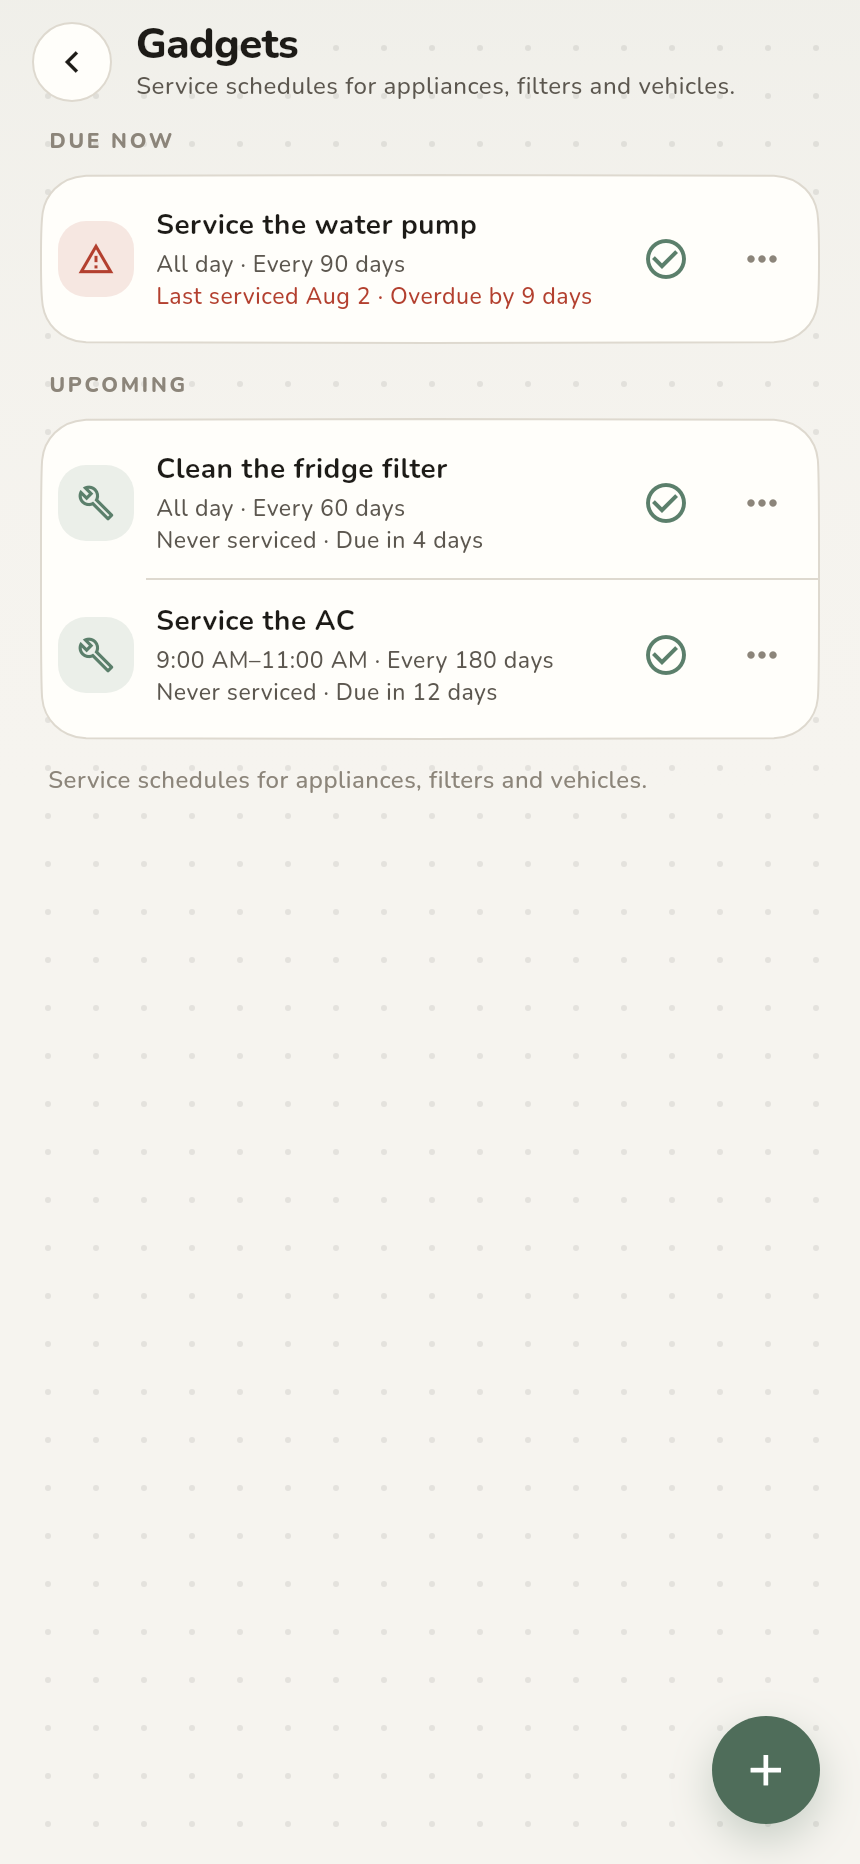 Gadgets
Service schedules for appliances, filters and vehicles.
DUE NOW
Service the water pump
All day · Every 90 days
Last serviced Aug 2 · Overdue by 9 days
UPCOMING
Clean the fridge filter
All day · Every 60 days
Never serviced · Due in 4 days
Service the AC
9:00 AM–11:00 AM · Every 180 days
Never serviced · Due in 12 days
Service schedules for appliances, filters and vehicles.